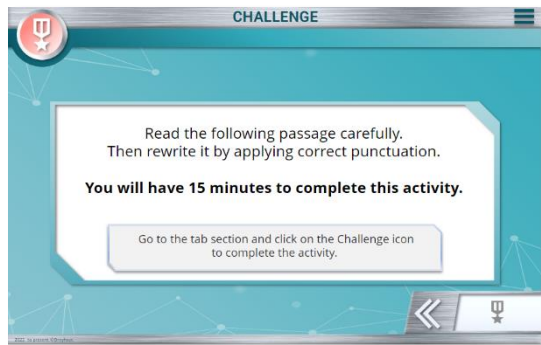 CHALLENGE
Read the following passage carefully.
Then rewrite it by applying correct punctuation.
You will have 15 minutes to complete this activity.
Go to the tab section and click on the Challenge icon
to complete the activity.